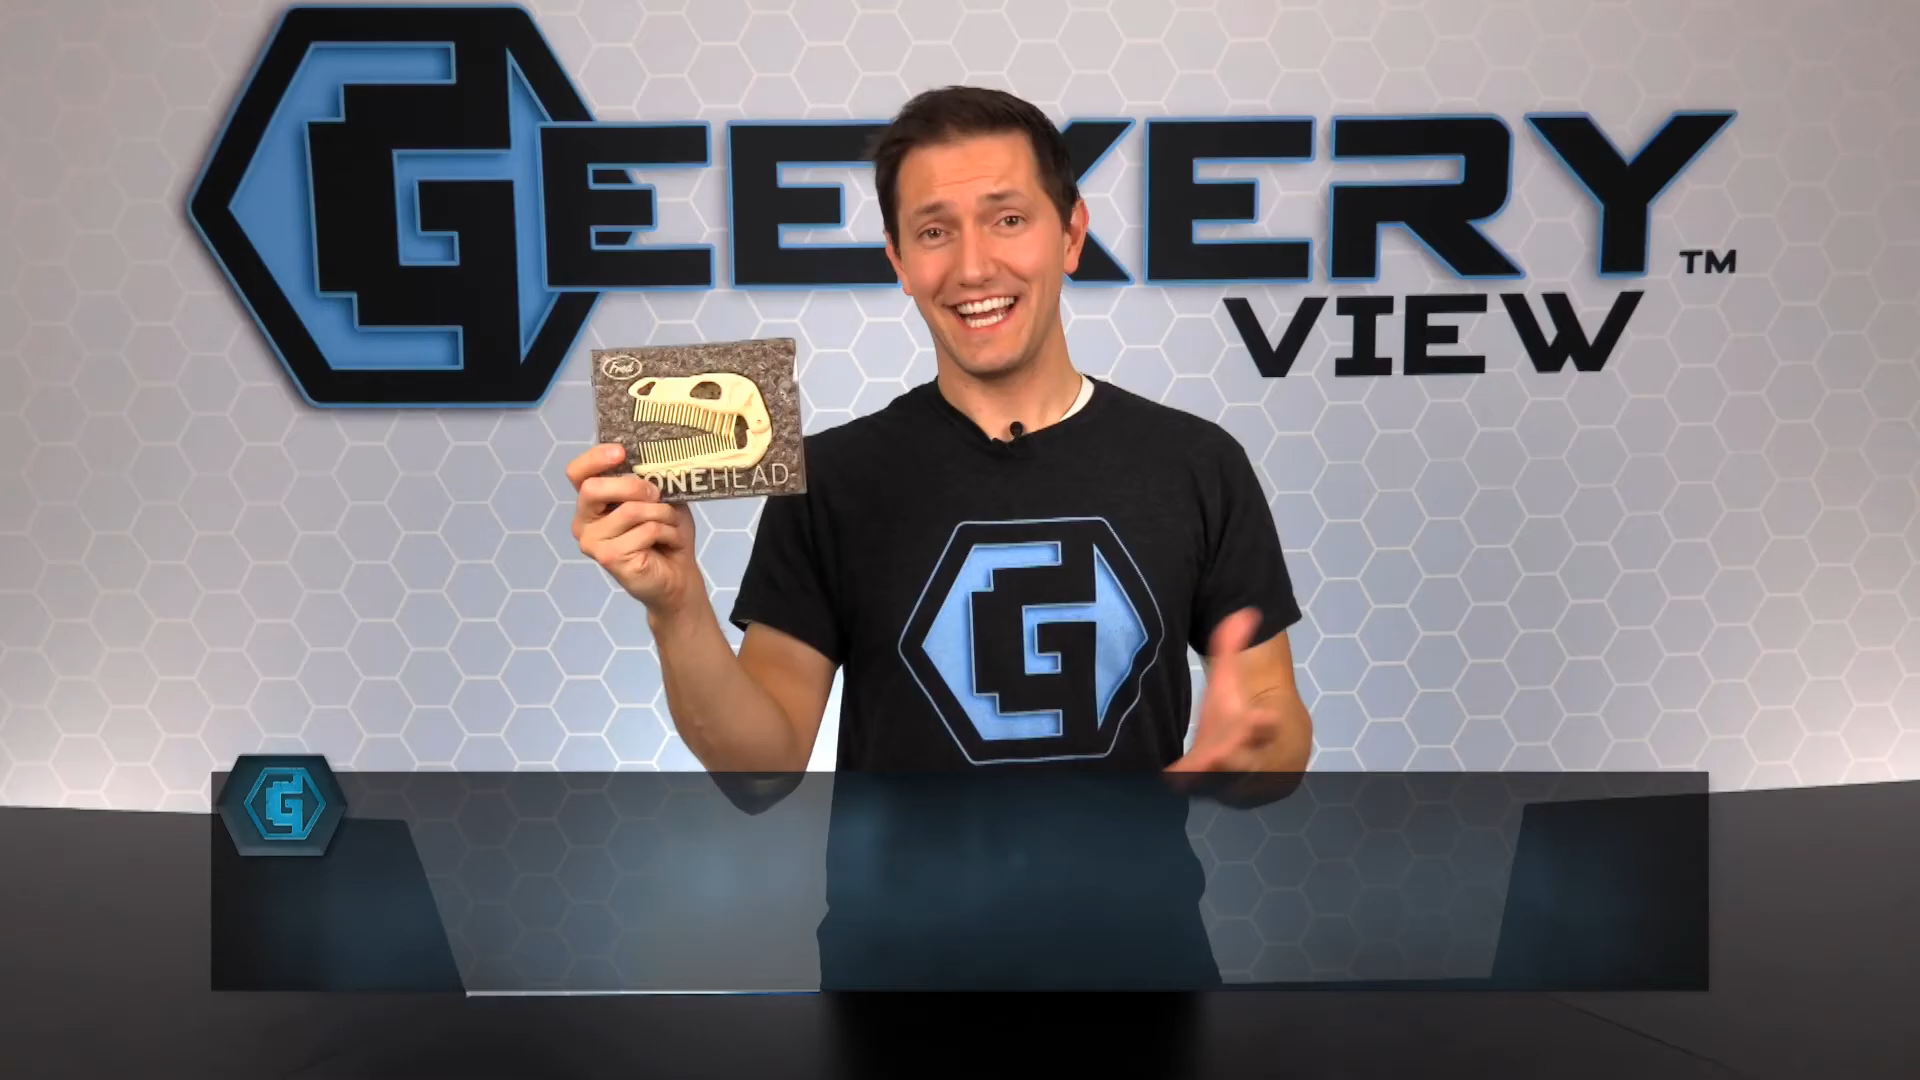 GEEKERY
TM
VIEW
Fred
ONEHEAD
G
G